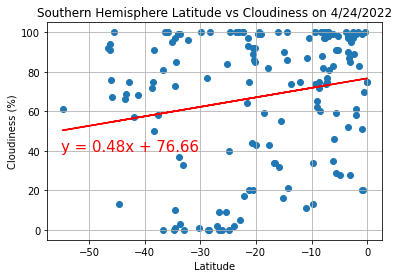 Southern Hemisphere Latitude vs Cloudiness on 4/24/2022
Cloudiness (%)
100
80
60
40
20
0
y = 0.48x + 76.66
−50 −40 −30 −20 −10 0
Latitude